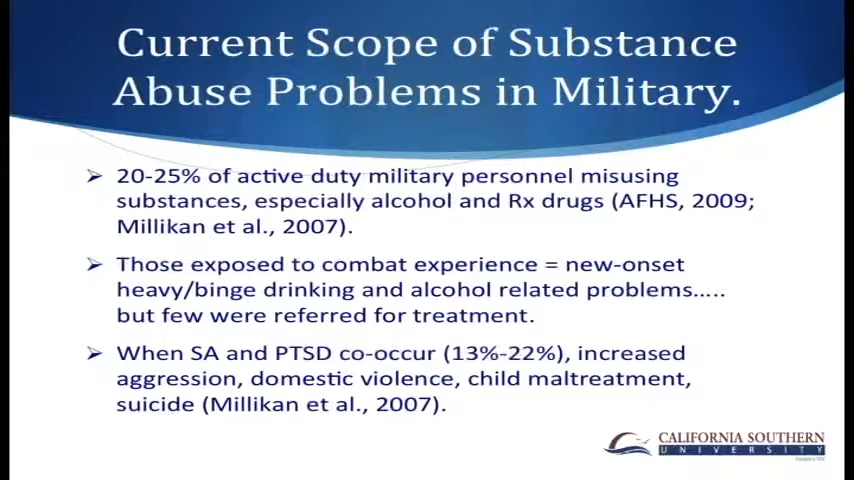 Current Scope of Substance
Abuse Problems in Military.
➢ 20-25% of active duty military personnel misusing
substances, especially alcohol and Rx drugs (AFHS, 2009;
Millikan et al., 2007).
➢ Those exposed to combat experience = new-onset
heavy/binge drinking and alcohol related problems.....
but few were referred for treatment.
➢ When SA and PTSD co-occur (13%-22%), increased
aggression, domestic violence, child maltreatment,
suicide (Millikan et al., 2007).
CALIFORNIA SOUTHERN
UNIVERSITY